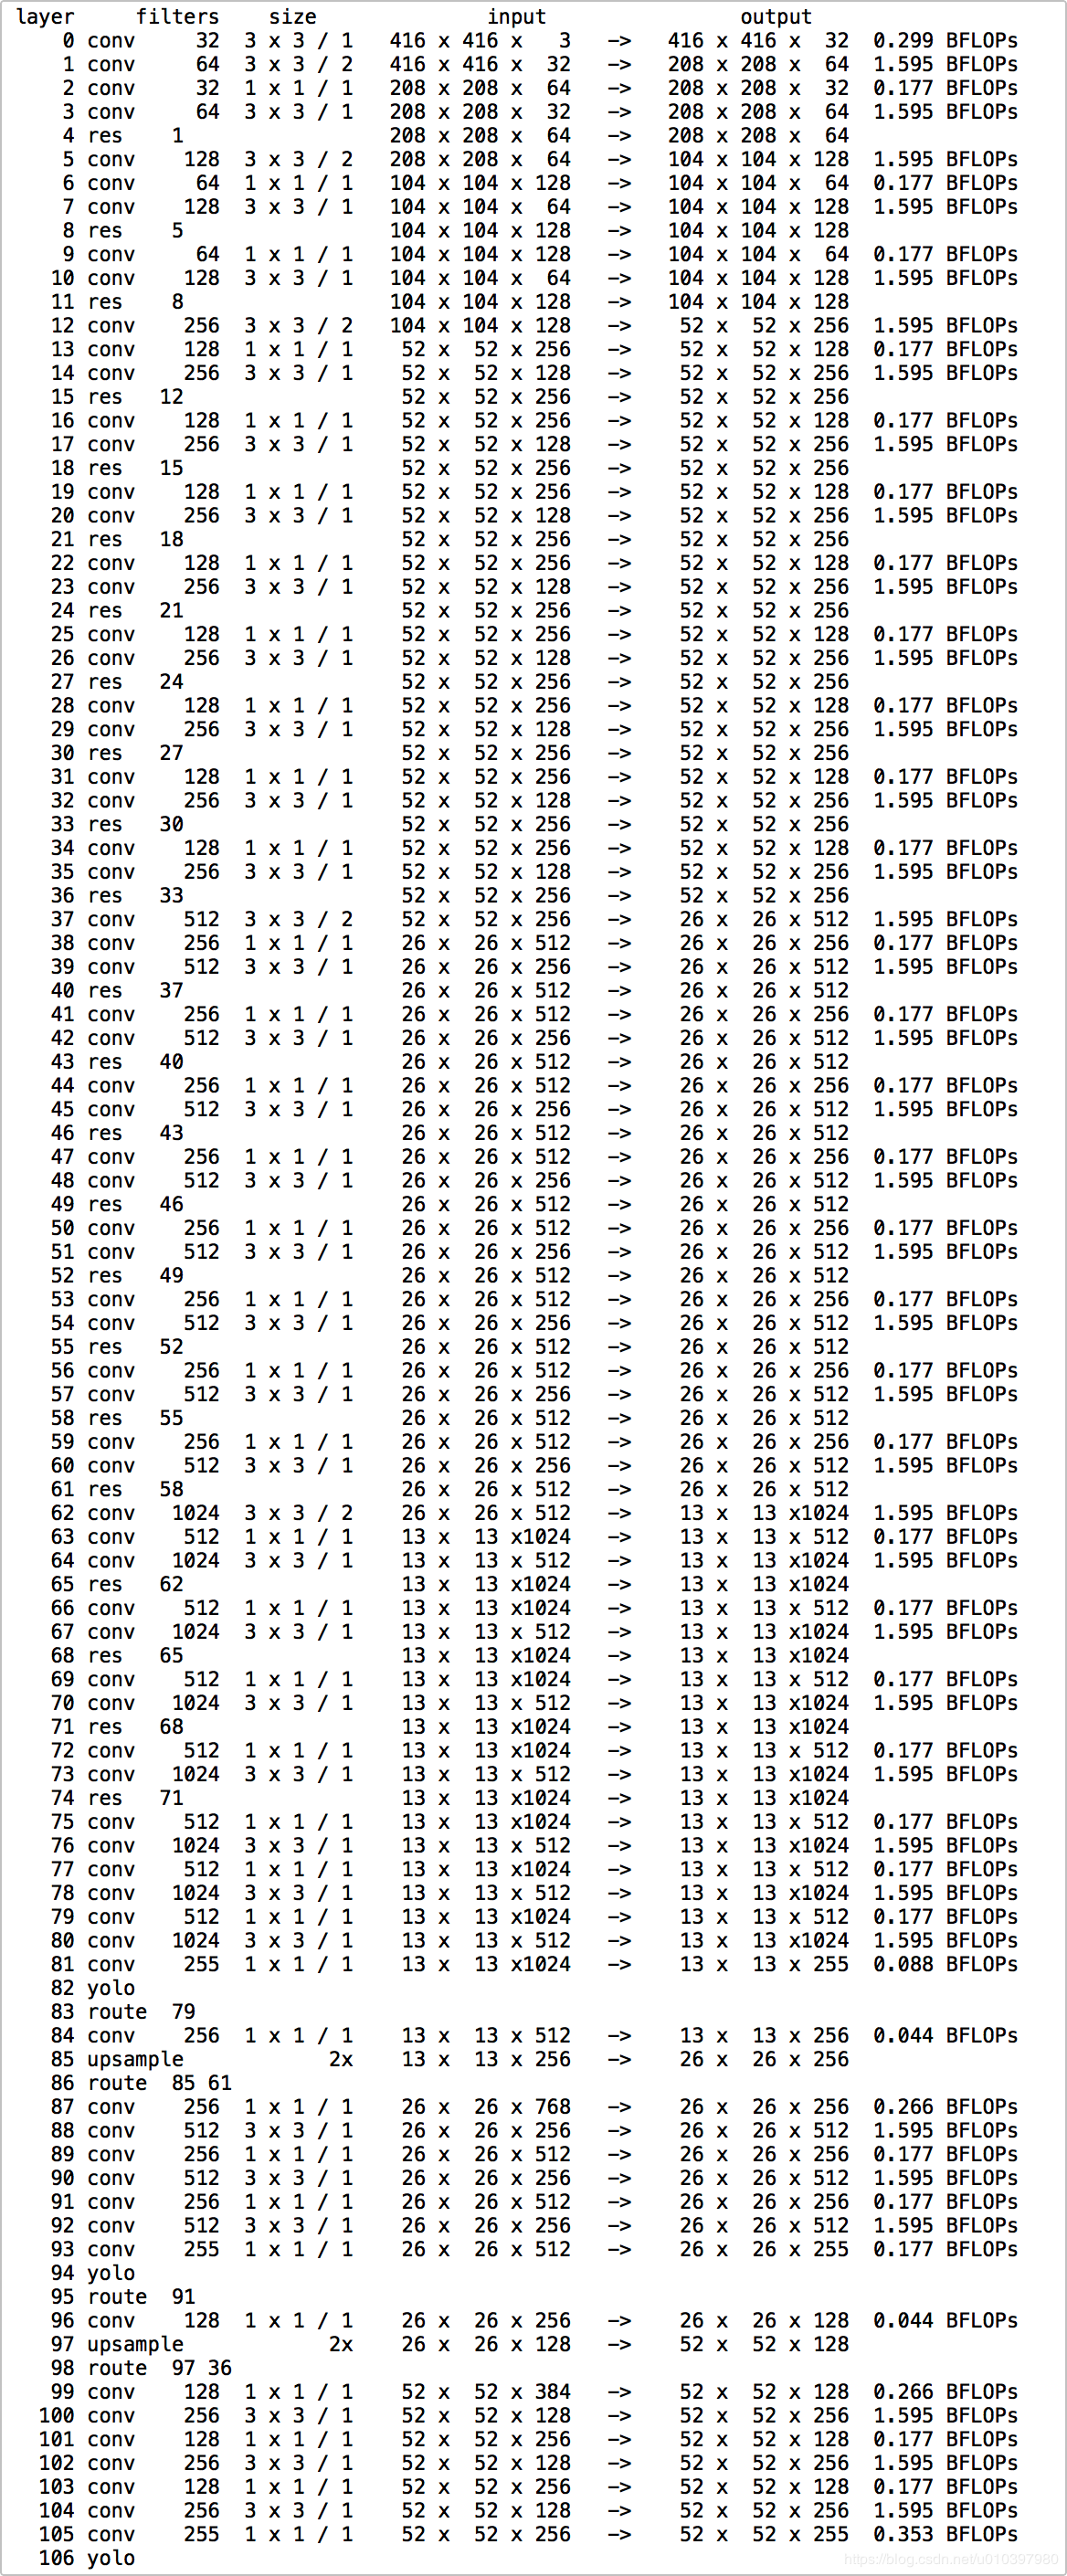 layer     filters    size              input                output
0 conv     32  3 x 3 / 1   416 x 416 x   3   ->   416 x 416 x  32  0.299 BFLOPs
1 conv     64  3 x 3 / 2   416 x 416 x  32   ->   208 x 208 x  64  1.595 BFLOPs
2 conv     32  1 x 1 / 1   208 x 208 x  64   ->   208 x 208 x  32  0.177 BFLOPs
3 conv     64  3 x 3 / 1   208 x 208 x  32   ->   208 x 208 x  64  1.595 BFLOPs
4 res    1                 208 x 208 x  64   ->   208 x 208 x  64
5 conv    128  3 x 3 / 2   208 x 208 x  64   ->   104 x 104 x 128  1.595 BFLOPs
6 conv     64  1 x 1 / 1   104 x 104 x 128   ->   104 x 104 x  64  0.177 BFLOPs
7 conv    128  3 x 3 / 1   104 x 104 x  64   ->   104 x 104 x 128  1.595 BFLOPs
8 res    5                 104 x 104 x 128   ->   104 x 104 x 128
9 conv     64  1 x 1 / 1   104 x 104 x 128   ->   104 x 104 x  64  0.177 BFLOPs
10 conv    128  3 x 3 / 1   104 x 104 x  64   ->   104 x 104 x 128  1.595 BFLOPs
11 res    8                 104 x 104 x 128   ->   104 x 104 x 128
12 conv    256  3 x 3 / 2   104 x 104 x 128   ->    52 x  52 x 256  1.595 BFLOPs
13 conv    128  1 x 1 / 1    52 x  52 x 256   ->    52 x  52 x 128  0.177 BFLOPs
14 conv    256  3 x 3 / 1    52 x  52 x 128   ->    52 x  52 x 256  1.595 BFLOPs
15 res   12                  52 x  52 x 256   ->    52 x  52 x 256
16 conv    128  1 x 1 / 1    52 x  52 x 256   ->    52 x  52 x 128  0.177 BFLOPs
17 conv    256  3 x 3 / 1    52 x  52 x 128   ->    52 x  52 x 256  1.595 BFLOPs
18 res   15                  52 x  52 x 256   ->    52 x  52 x 256
19 conv    128  1 x 1 / 1    52 x  52 x 256   ->    52 x  52 x 128  0.177 BFLOPs
20 conv    256  3 x 3 / 1    52 x  52 x 128   ->    52 x  52 x 256  1.595 BFLOPs
21 res   18                  52 x  52 x 256   ->    52 x  52 x 256
22 conv    128  1 x 1 / 1    52 x  52 x 256   ->    52 x  52 x 128  0.177 BFLOPs
23 conv    256  3 x 3 / 1    52 x  52 x 128   ->    52 x  52 x 256  1.595 BFLOPs
24 res   21                  52 x  52 x 256   ->    52 x  52 x 256
25 conv    128  1 x 1 / 1    52 x  52 x 256   ->    52 x  52 x 128  0.177 BFLOPs
26 conv    256  3 x 3 / 1    52 x  52 x 128   ->    52 x  52 x 256  1.595 BFLOPs
27 res   24                  52 x  52 x 256   ->    52 x  52 x 256
28 conv    128  1 x 1 / 1    52 x  52 x 256   ->    52 x  52 x 128  0.177 BFLOPs
29 conv    256  3 x 3 / 1    52 x  52 x 128   ->    52 x  52 x 256  1.595 BFLOPs
30 res   27                  52 x  52 x 256   ->    52 x  52 x 256
31 conv    128  1 x 1 / 1    52 x  52 x 256   ->    52 x  52 x 128  0.177 BFLOPs
32 conv    256  3 x 3 / 1    52 x  52 x 128   ->    52 x  52 x 256  1.595 BFLOPs
33 res   30                  52 x  52 x 256   ->    52 x  52 x 256
34 conv    128  1 x 1 / 1    52 x  52 x 256   ->    52 x  52 x 128  0.177 BFLOPs
35 conv    256  3 x 3 / 1    52 x  52 x 128   ->    52 x  52 x 256  1.595 BFLOPs
36 res   33                  52 x  52 x 256   ->    52 x  52 x 256
37 conv    512  3 x 3 / 2    52 x  52 x 256   ->    26 x  26 x 512  1.595 BFLOPs
38 conv    256  1 x 1 / 1    26 x  26 x 512   ->    26 x  26 x 256  0.177 BFLOPs
39 conv    512  3 x 3 / 1    26 x  26 x 256   ->    26 x  26 x 512  1.595 BFLOPs
40 res   37                  26 x  26 x 512   ->    26 x  26 x 512
41 conv    256  1 x 1 / 1    26 x  26 x 512   ->    26 x  26 x 256  0.177 BFLOPs
42 conv    512  3 x 3 / 1    26 x  26 x 256   ->    26 x  26 x 512  1.595 BFLOPs
43 res   40                  26 x  26 x 512   ->    26 x  26 x 512
44 conv    256  1 x 1 / 1    26 x  26 x 512   ->    26 x  26 x 256  0.177 BFLOPs
45 conv    512  3 x 3 / 1    26 x  26 x 256   ->    26 x  26 x 512  1.595 BFLOPs
46 res   43                  26 x  26 x 512   ->    26 x  26 x 512
47 conv    256  1 x 1 / 1    26 x  26 x 512   ->    26 x  26 x 256  0.177 BFLOPs
48 conv    512  3 x 3 / 1    26 x  26 x 256   ->    26 x  26 x 512  1.595 BFLOPs
49 res   46                  26 x  26 x 512   ->    26 x  26 x 512
50 conv    256  1 x 1 / 1    26 x  26 x 512   ->    26 x  26 x 256  0.177 BFLOPs
51 conv    512  3 x 3 / 1    26 x  26 x 256   ->    26 x  26 x 512  1.595 BFLOPs
52 res   49                  26 x  26 x 512   ->    26 x  26 x 512
53 conv    256  1 x 1 / 1    26 x  26 x 512   ->    26 x  26 x 256  0.177 BFLOPs
54 conv    512  3 x 3 / 1    26 x  26 x 256   ->    26 x  26 x 512  1.595 BFLOPs
55 res   52                  26 x  26 x 512   ->    26 x  26 x 512
56 conv    256  1 x 1 / 1    26 x  26 x 512   ->    26 x  26 x 256  0.177 BFLOPs
57 conv    512  3 x 3 / 1    26 x  26 x 256   ->    26 x  26 x 512  1.595 BFLOPs
58 res   55                  26 x  26 x 512   ->    26 x  26 x 512
59 conv    256  1 x 1 / 1    26 x  26 x 512   ->    26 x  26 x 256  0.177 BFLOPs
60 conv    512  3 x 3 / 1    26 x  26 x 256   ->    26 x  26 x 512  1.595 BFLOPs
61 res   58                  26 x  26 x 512   ->    26 x  26 x 512
62 conv   1024  3 x 3 / 2    26 x  26 x 512   ->    13 x  13 x1024  1.595 BFLOPs
63 conv    512  1 x 1 / 1    13 x  13 x1024   ->    13 x  13 x 512  0.177 BFLOPs
64 conv   1024  3 x 3 / 1    13 x  13 x 512   ->    13 x  13 x1024  1.595 BFLOPs
65 res   62                  13 x  13 x1024   ->    13 x  13 x1024
66 conv    512  1 x 1 / 1    13 x  13 x1024   ->    13 x  13 x 512  0.177 BFLOPs
67 conv   1024  3 x 3 / 1    13 x  13 x 512   ->    13 x  13 x1024  1.595 BFLOPs
68 res   65                  13 x  13 x1024   ->    13 x  13 x1024
69 conv    512  1 x 1 / 1    13 x  13 x1024   ->    13 x  13 x 512  0.177 BFLOPs
70 conv   1024  3 x 3 / 1    13 x  13 x 512   ->    13 x  13 x1024  1.595 BFLOPs
71 res   68                  13 x  13 x1024   ->    13 x  13 x1024
72 conv    512  1 x 1 / 1    13 x  13 x1024   ->    13 x  13 x 512  0.177 BFLOPs
73 conv   1024  3 x 3 / 1    13 x  13 x 512   ->    13 x  13 x1024  1.595 BFLOPs
74 res   71                  13 x  13 x1024   ->    13 x  13 x1024
75 conv    512  1 x 1 / 1    13 x  13 x1024   ->    13 x  13 x 512  0.177 BFLOPs
76 conv   1024  3 x 3 / 1    13 x  13 x 512   ->    13 x  13 x1024  1.595 BFLOPs
77 conv    512  1 x 1 / 1    13 x  13 x1024   ->    13 x  13 x 512  0.177 BFLOPs
78 conv   1024  3 x 3 / 1    13 x  13 x 512   ->    13 x  13 x1024  1.595 BFLOPs
79 conv    512  1 x 1 / 1    13 x  13 x1024   ->    13 x  13 x 512  0.177 BFLOPs
80 conv   1024  3 x 3 / 1    13 x  13 x 512   ->    13 x  13 x1024  1.595 BFLOPs
81 conv    255  1 x 1 / 1    13 x  13 x1024   ->    13 x  13 x 255  0.088 BFLOPs
82 yolo
83 route  79
84 conv    256  1 x 1 / 1    13 x  13 x 512   ->    13 x  13 x 256  0.044 BFLOPs
85 upsample            2x    13 x  13 x 256   ->    26 x  26 x 256
86 route  85 61
87 conv    256  1 x 1 / 1    26 x  26 x 768   ->    26 x  26 x 256  0.266 BFLOPs
88 conv    512  3 x 3 / 1    26 x  26 x 256   ->    26 x  26 x 512  1.595 BFLOPs
89 conv    256  1 x 1 / 1    26 x  26 x 512   ->    26 x  26 x 256  0.177 BFLOPs
90 conv    512  3 x 3 / 1    26 x  26 x 256   ->    26 x  26 x 512  1.595 BFLOPs
91 conv    256  1 x 1 / 1    26 x  26 x 512   ->    26 x  26 x 256  0.177 BFLOPs
92 conv    512  3 x 3 / 1    26 x  26 x 256   ->    26 x  26 x 512  1.595 BFLOPs
93 conv    255  1 x 1 / 1    26 x  26 x 512   ->    26 x  26 x 255  0.177 BFLOPs
94 yolo
95 route  91
96 conv    128  1 x 1 / 1    26 x  26 x 256   ->    26 x  26 x 128  0.044 BFLOPs
97 upsample            2x    26 x  26 x 128   ->    52 x  52 x 128
98 route  97 36
99 conv    128  1 x 1 / 1    52 x  52 x 384   ->    52 x  52 x 128  0.266 BFLOPs
100 conv    256  3 x 3 / 1    52 x  52 x 128   ->    52 x  52 x 256  1.595 BFLOPs
101 conv    128  1 x 1 / 1    52 x  52 x 256   ->    52 x  52 x 128  0.177 BFLOPs
102 conv    256  3 x 3 / 1    52 x  52 x 128   ->    52 x  52 x 256  1.595 BFLOPs
103 conv    128  1 x 1 / 1    52 x  52 x 256   ->    52 x  52 x 128  0.177 BFLOPs
104 conv    256  3 x 3 / 1    52 x  52 x 128   ->    52 x  52 x 256  1.595 BFLOPs
105 conv    255  1 x 1 / 1    52 x  52 x 256   ->    52 x  52 x 255  0.353 BFLOPs
106 yolo
https://blog.csdn.net/u010397980